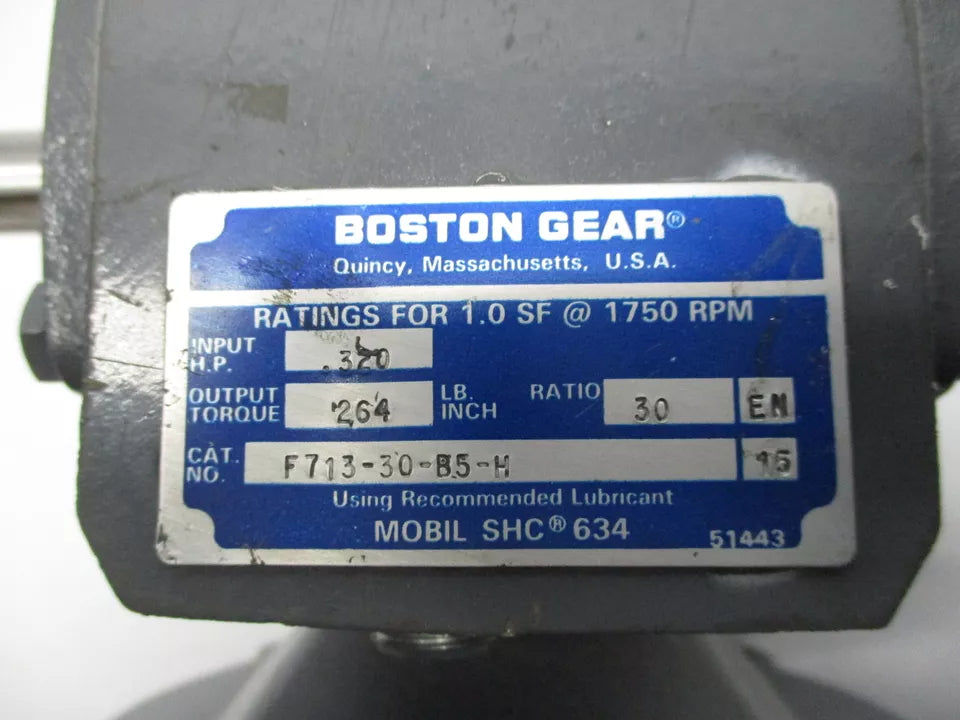 BOSTON GEAR®
Quincy, Massachusetts, U.S.A.
RATINGS FOR 1.0 SF @ 1750 RPM
INPUT H.P. .320
OUTPUT TORQUE 264 LB. INCH RATIO 30 EN
CAT. NO. F713-30-B5-H 15
Using Recommended Lubricant
MOBIL SHC® 634
51443